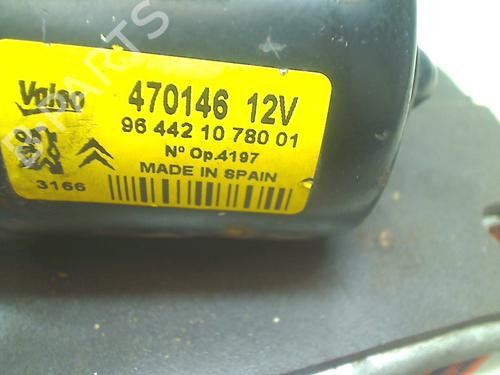 Valeo 470146 12V
96 442 10 780 01
Nº Op.4197
3166 MADE IN SPAIN